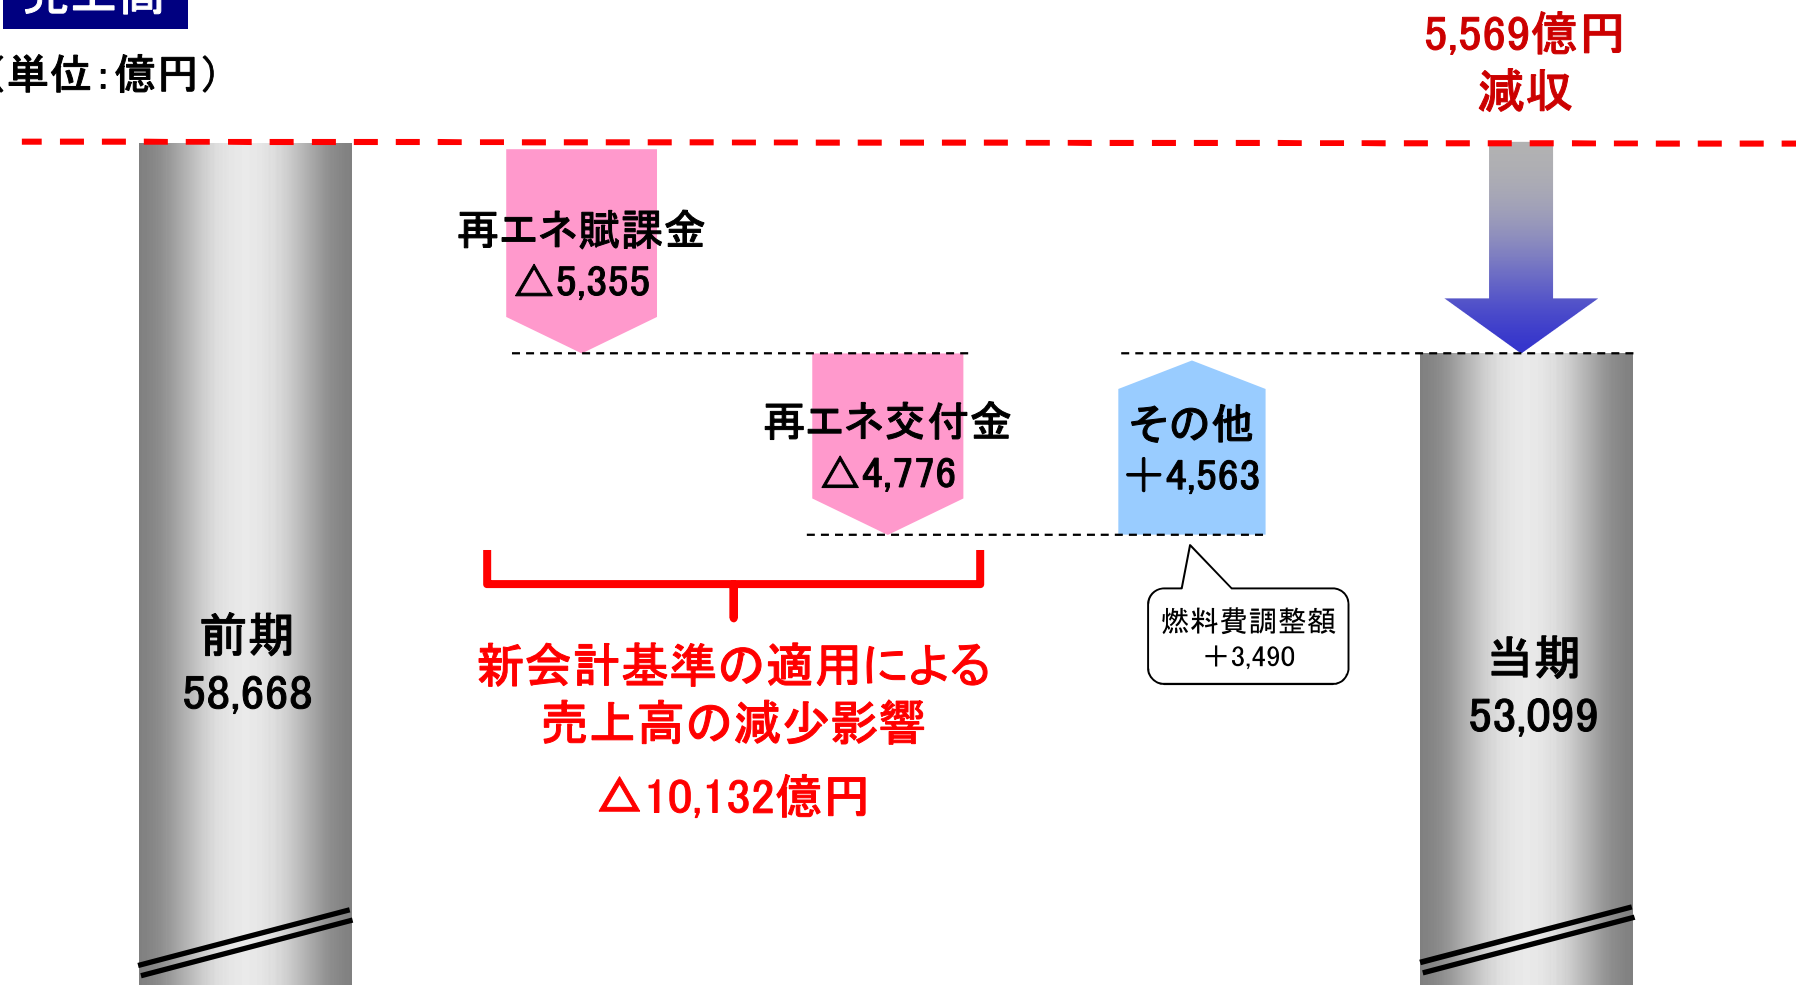 売上高
（単位：億円）
5,569億円
減収
再エネ賦課金
△5,355
再エネ交付金
△4,776
その他
＋4,563
燃料費調整額
＋3,490
前期
58,668
新会計基準の適用による
売上高の減少影響
△10,132億円
当期
53,099